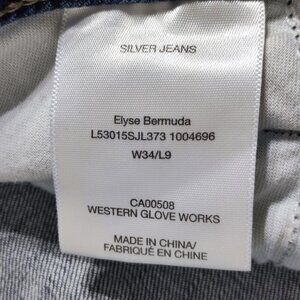 SILVER JEANS
Elyse Bermuda
L53015SJL373 1004696
W34/L9
CA00508
WESTERN GLOVE WORKS
MADE IN CHINA/
FABRIQUÉ EN CHINE